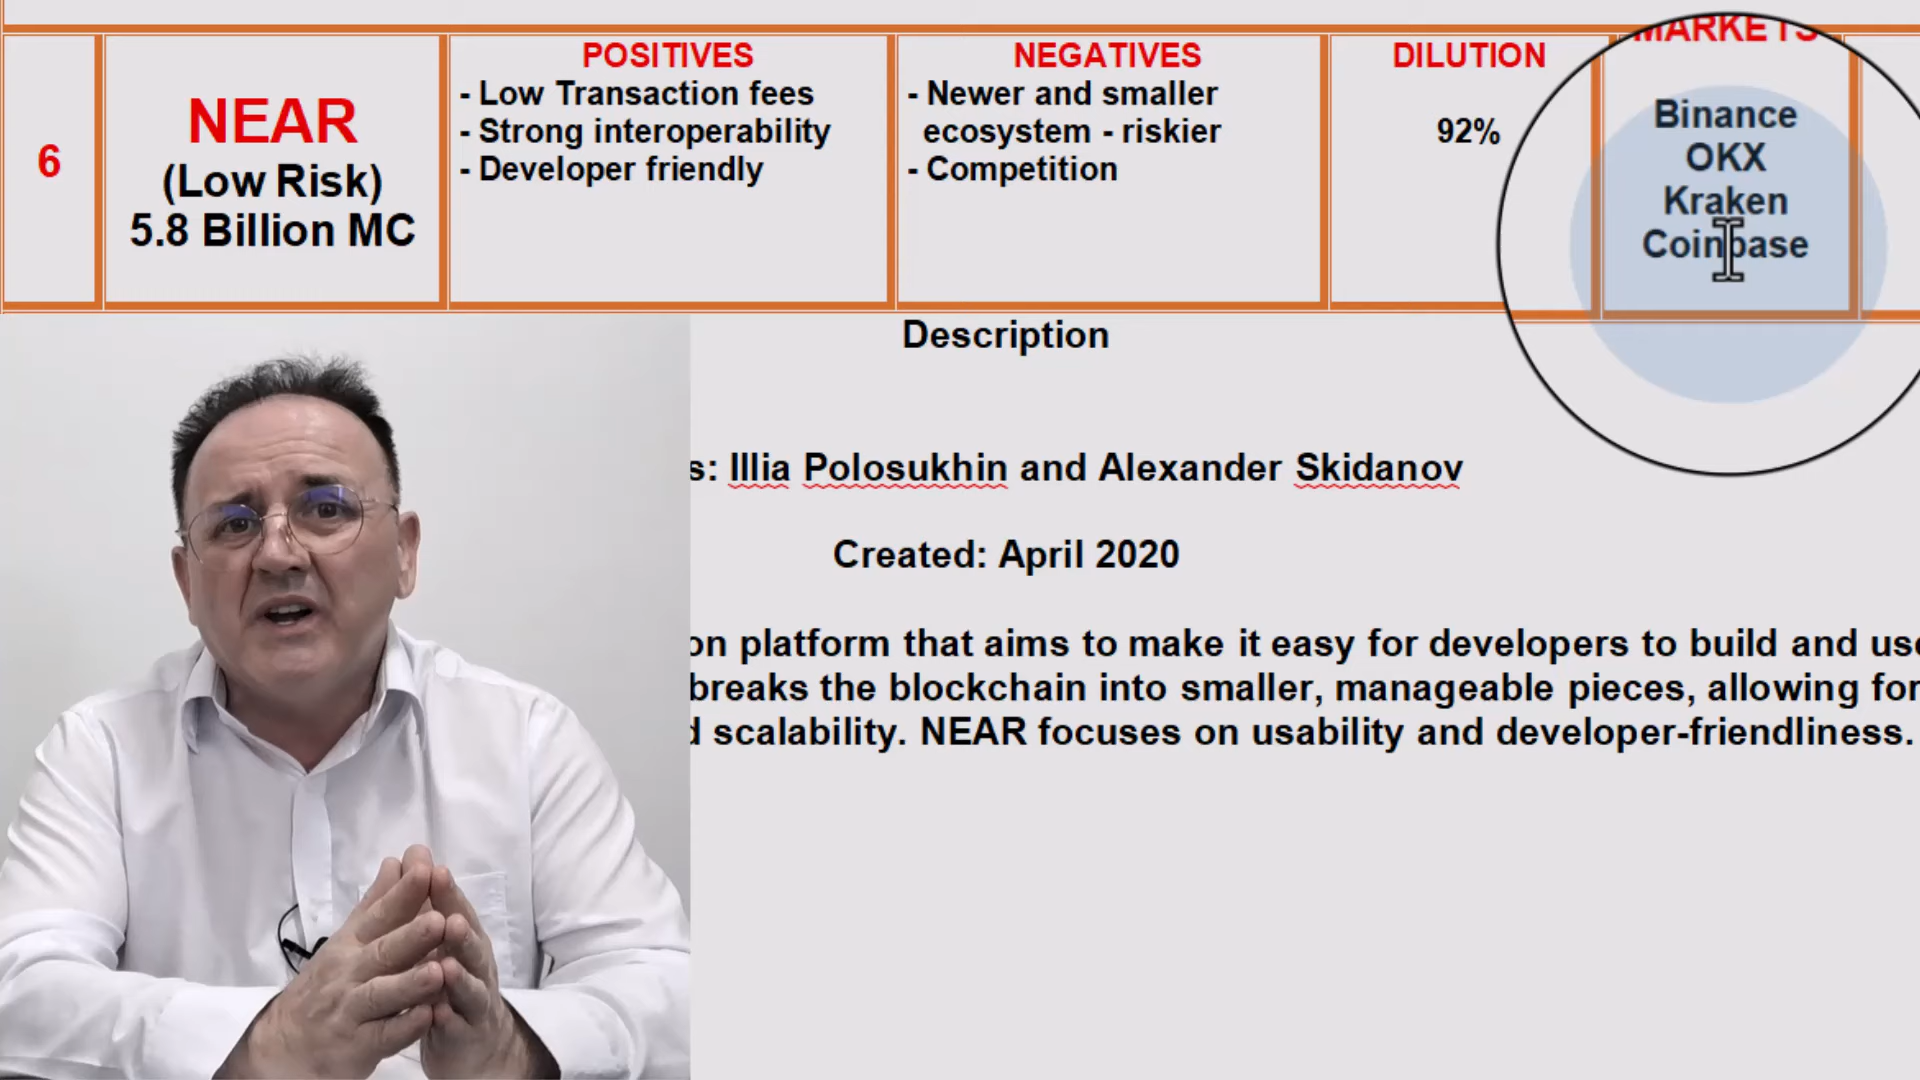 6
NEAR
(Low Risk)
5.8 Billion MC
POSITIVES
- Low Transaction fees
- Strong interoperability
- Developer friendly
NEGATIVES
- Newer and smaller
ecosystem - riskier
- Competition
DILUTION
92%
MARKETS
Binance
OKX
Kraken
Coinbase
Description
s: Illia Polosukhin and Alexander Skidanov
Created: April 2020
on platform that aims to make it easy for developers to build and use
breaks the blockchain into smaller, manageable pieces, allowing for
d scalability. NEAR focuses on usability and developer-friendliness.